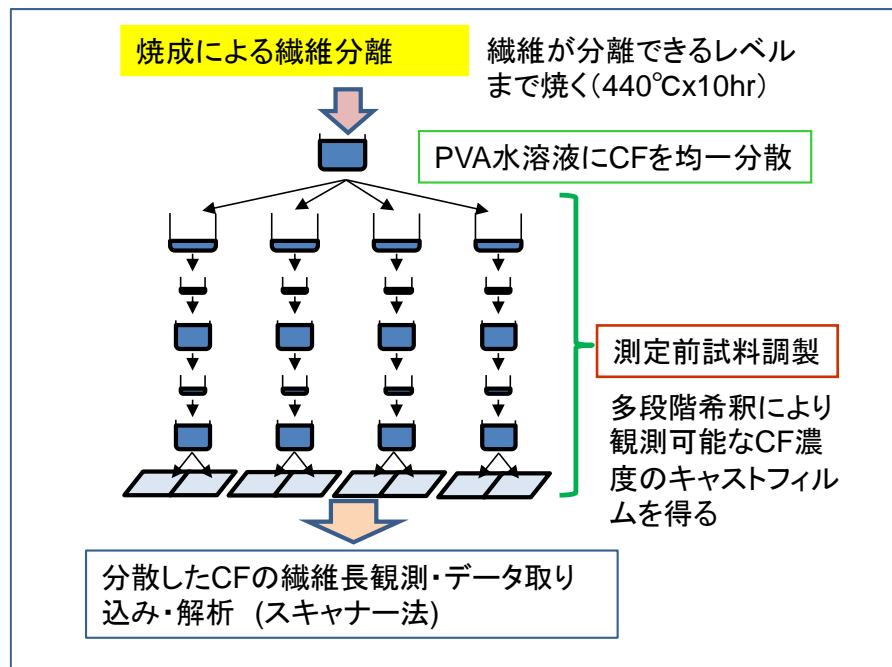 焼成による繊維分離
繊維が分離できるレベル
まで焼く(440℃x10hr)
PVA水溶液にCFを均一分散
測定前試料調製
多段階希釈により
観測可能なCF濃
度のキャストフィル
ムを得る
分散したCFの繊維長観測・データ取り
込み・解析 (スキャナー法)